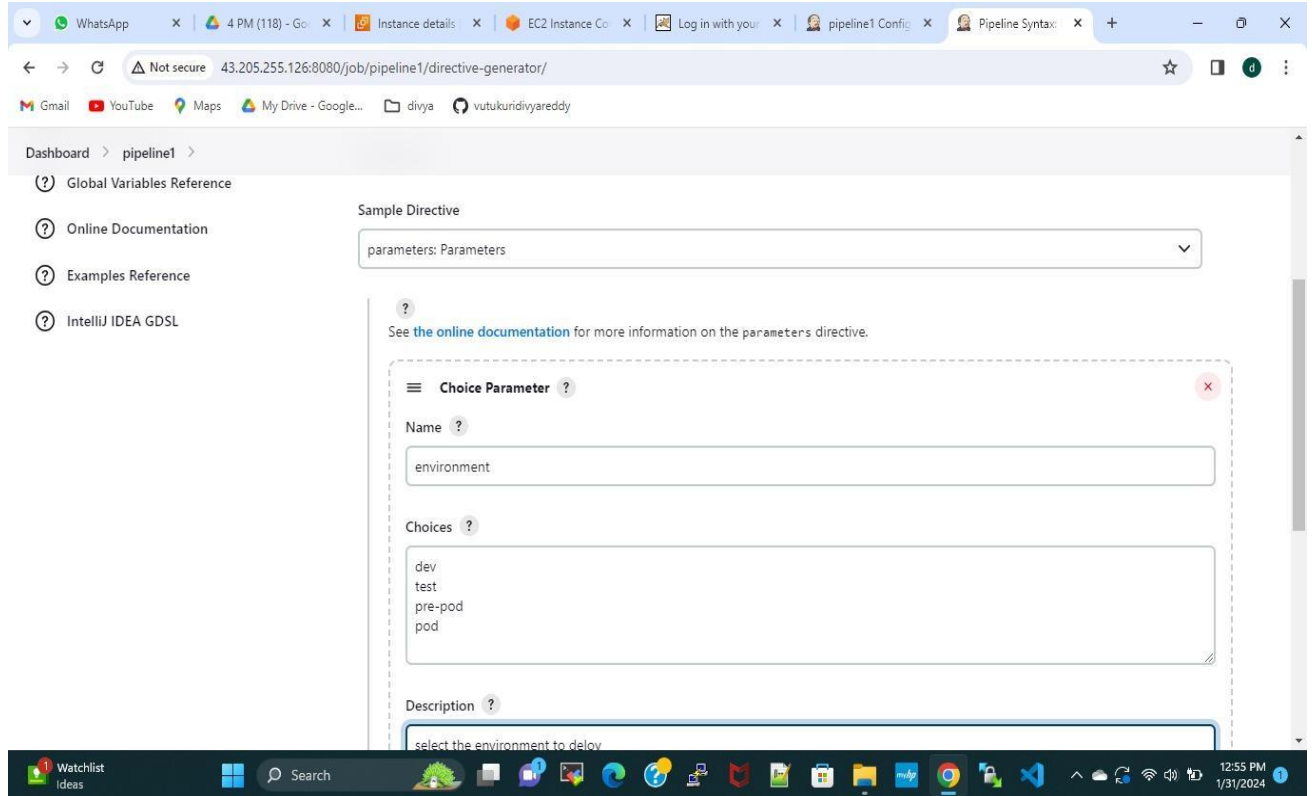 WhatsApp
4 PM (118) - Go
Instance details
EC2 Instance Co
Log in with your
pipeline1 Config
Pipeline Syntax:
Not secure 43.205.255.126:8080/job/pipeline1/directive-generator/
d
Gmail YouTube Maps My Drive - Google... divya vutukuridivyareddy
Dashboard > pipeline1 >
Global Variables Reference
Online Documentation
Examples Reference
IntelliJ IDEA GDSL
Sample Directive
parameters: Parameters
?
See the online documentation for more information on the parameters directive.
Choice Parameter ?
Name ?
environment
Choices ?
dev
test
pre-pod
pod
Description ?
select the environment to deloy
1
Watchlist
Ideas
Search
myhp
12:55 PM
1/31/2024
1